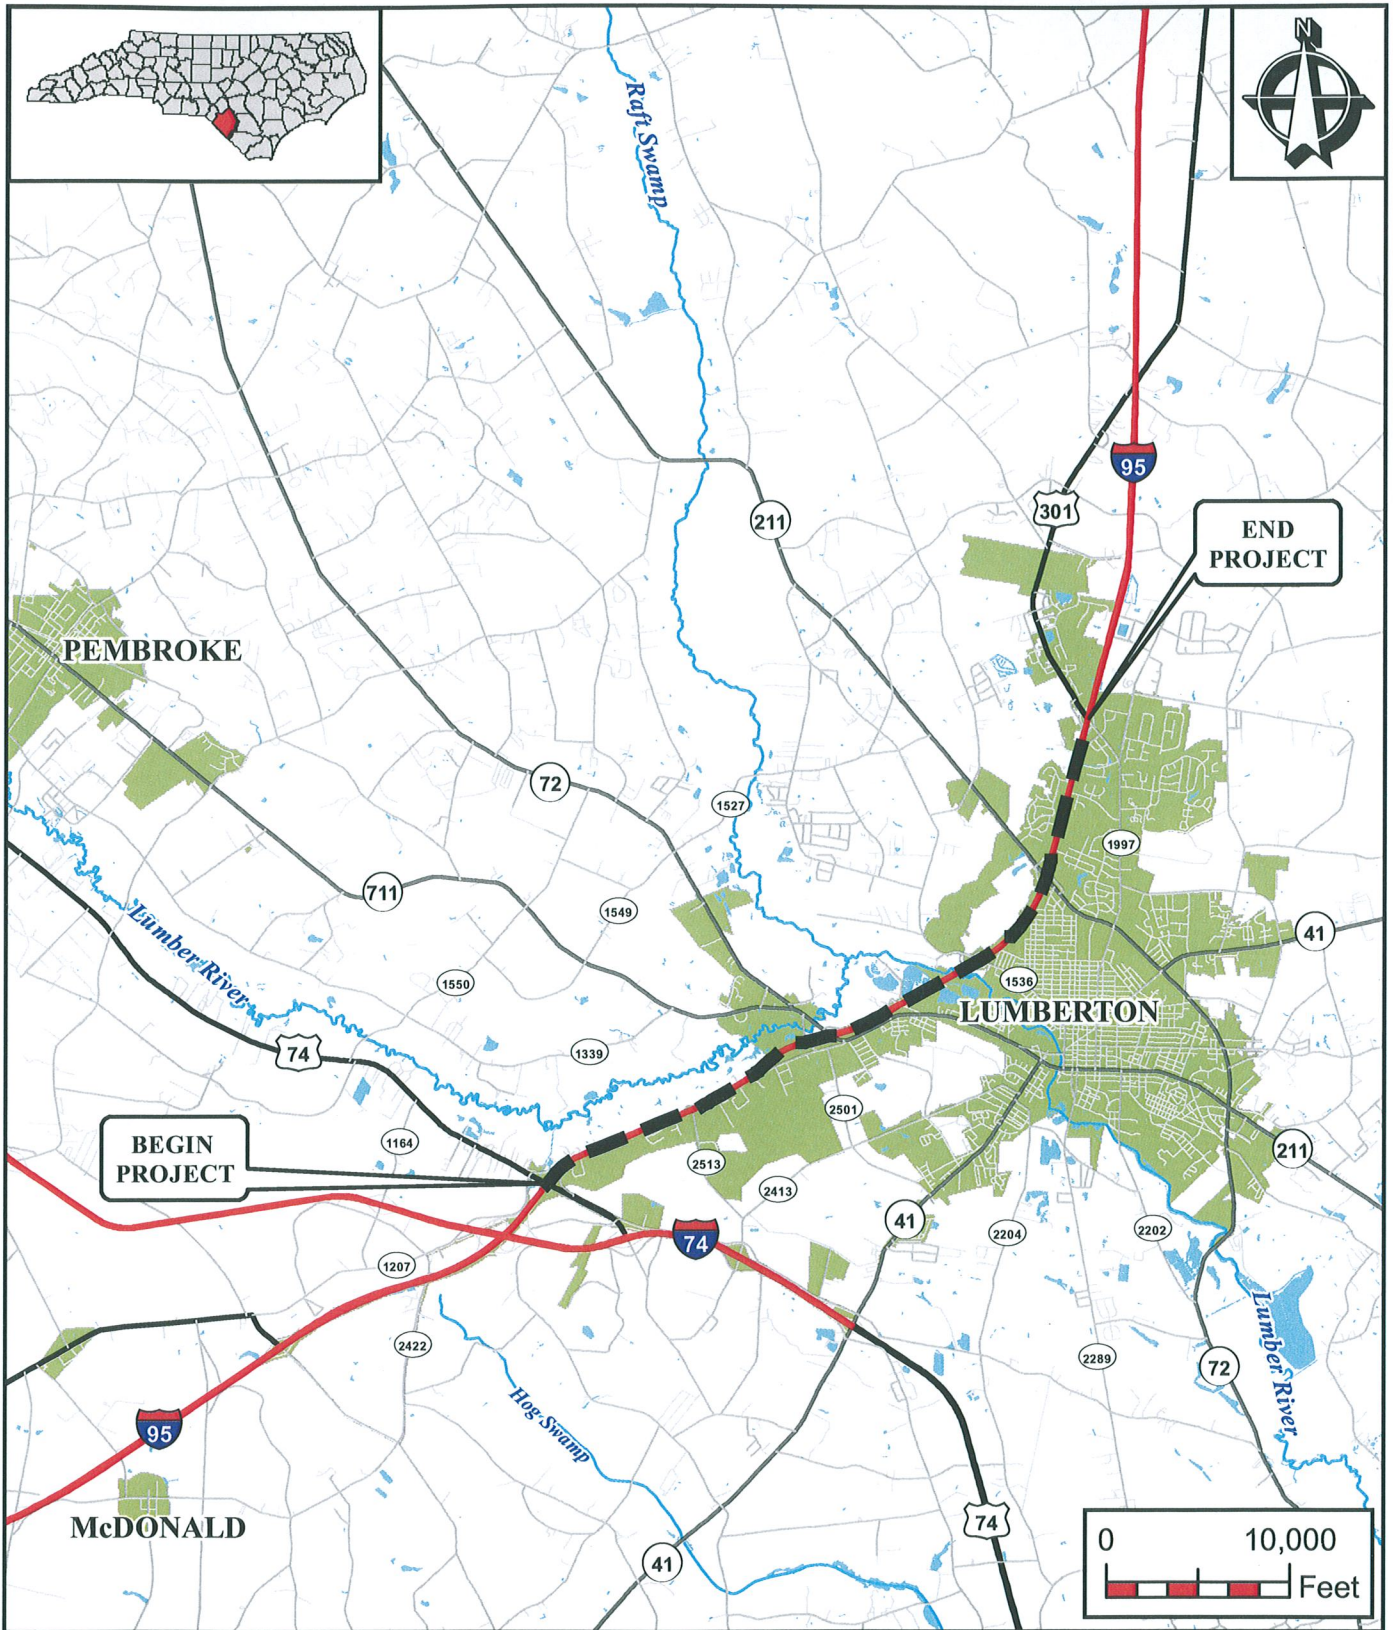 N
Raft Swamp
95
301
211
END
PROJECT
PEMBROKE
72
1527
1997
711
1549
41
Lumber River
1550
1536
LUMBERTON
74
1339
2501
BEGIN
PROJECT
1164
2513
211
2413
41
2204
2202
74
1207
Lumber River
2422
2289
72
Hog Swamp
95
McDONALD
74
41
0 10,000
Feet